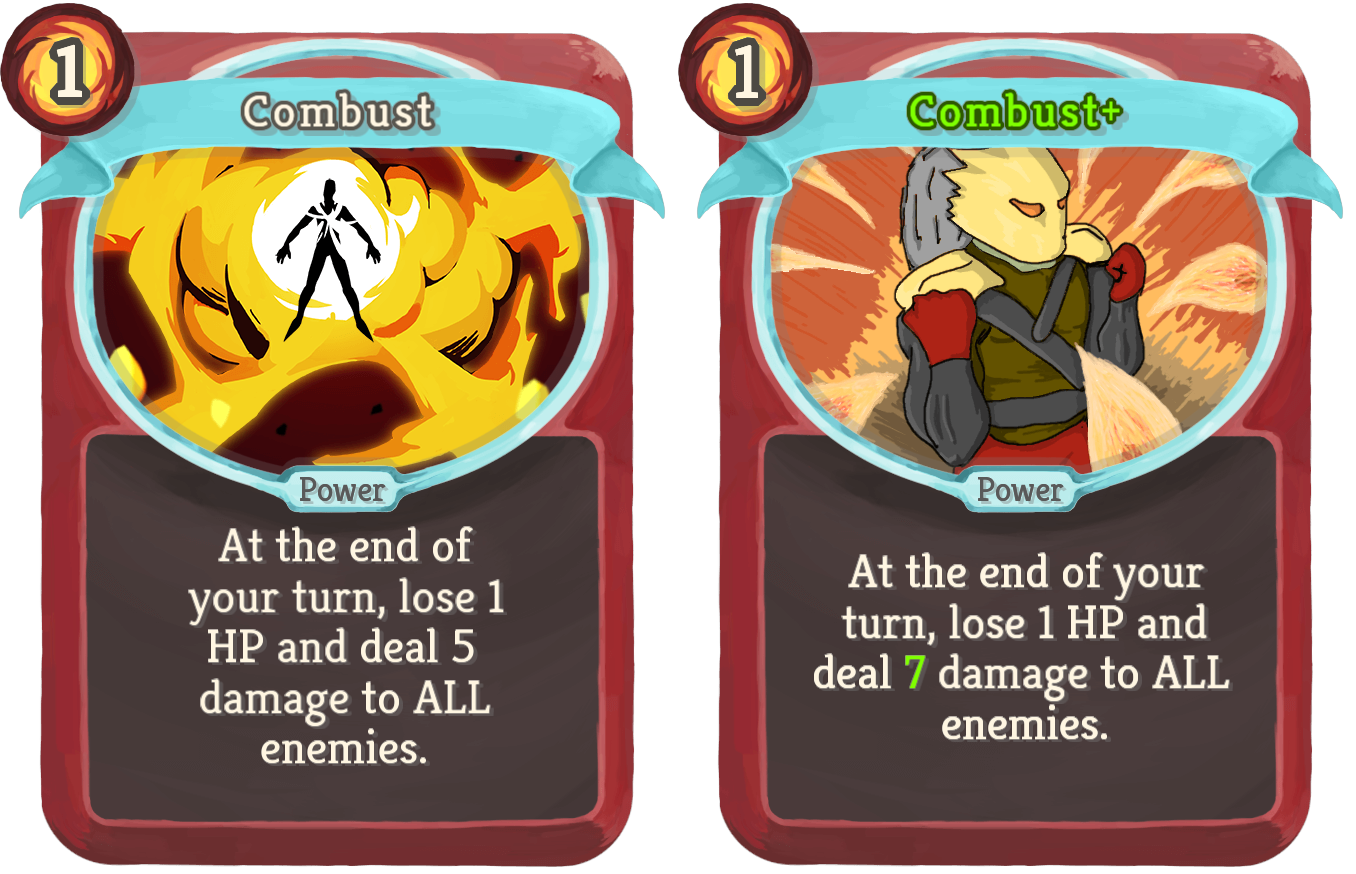 1
Combust
Power
At the end of
your turn, lose 1
HP and deal 5
damage to ALL
enemies.
1
Combust+
Power
At the end of your
turn, lose 1 HP and
deal 7 damage to ALL
enemies.